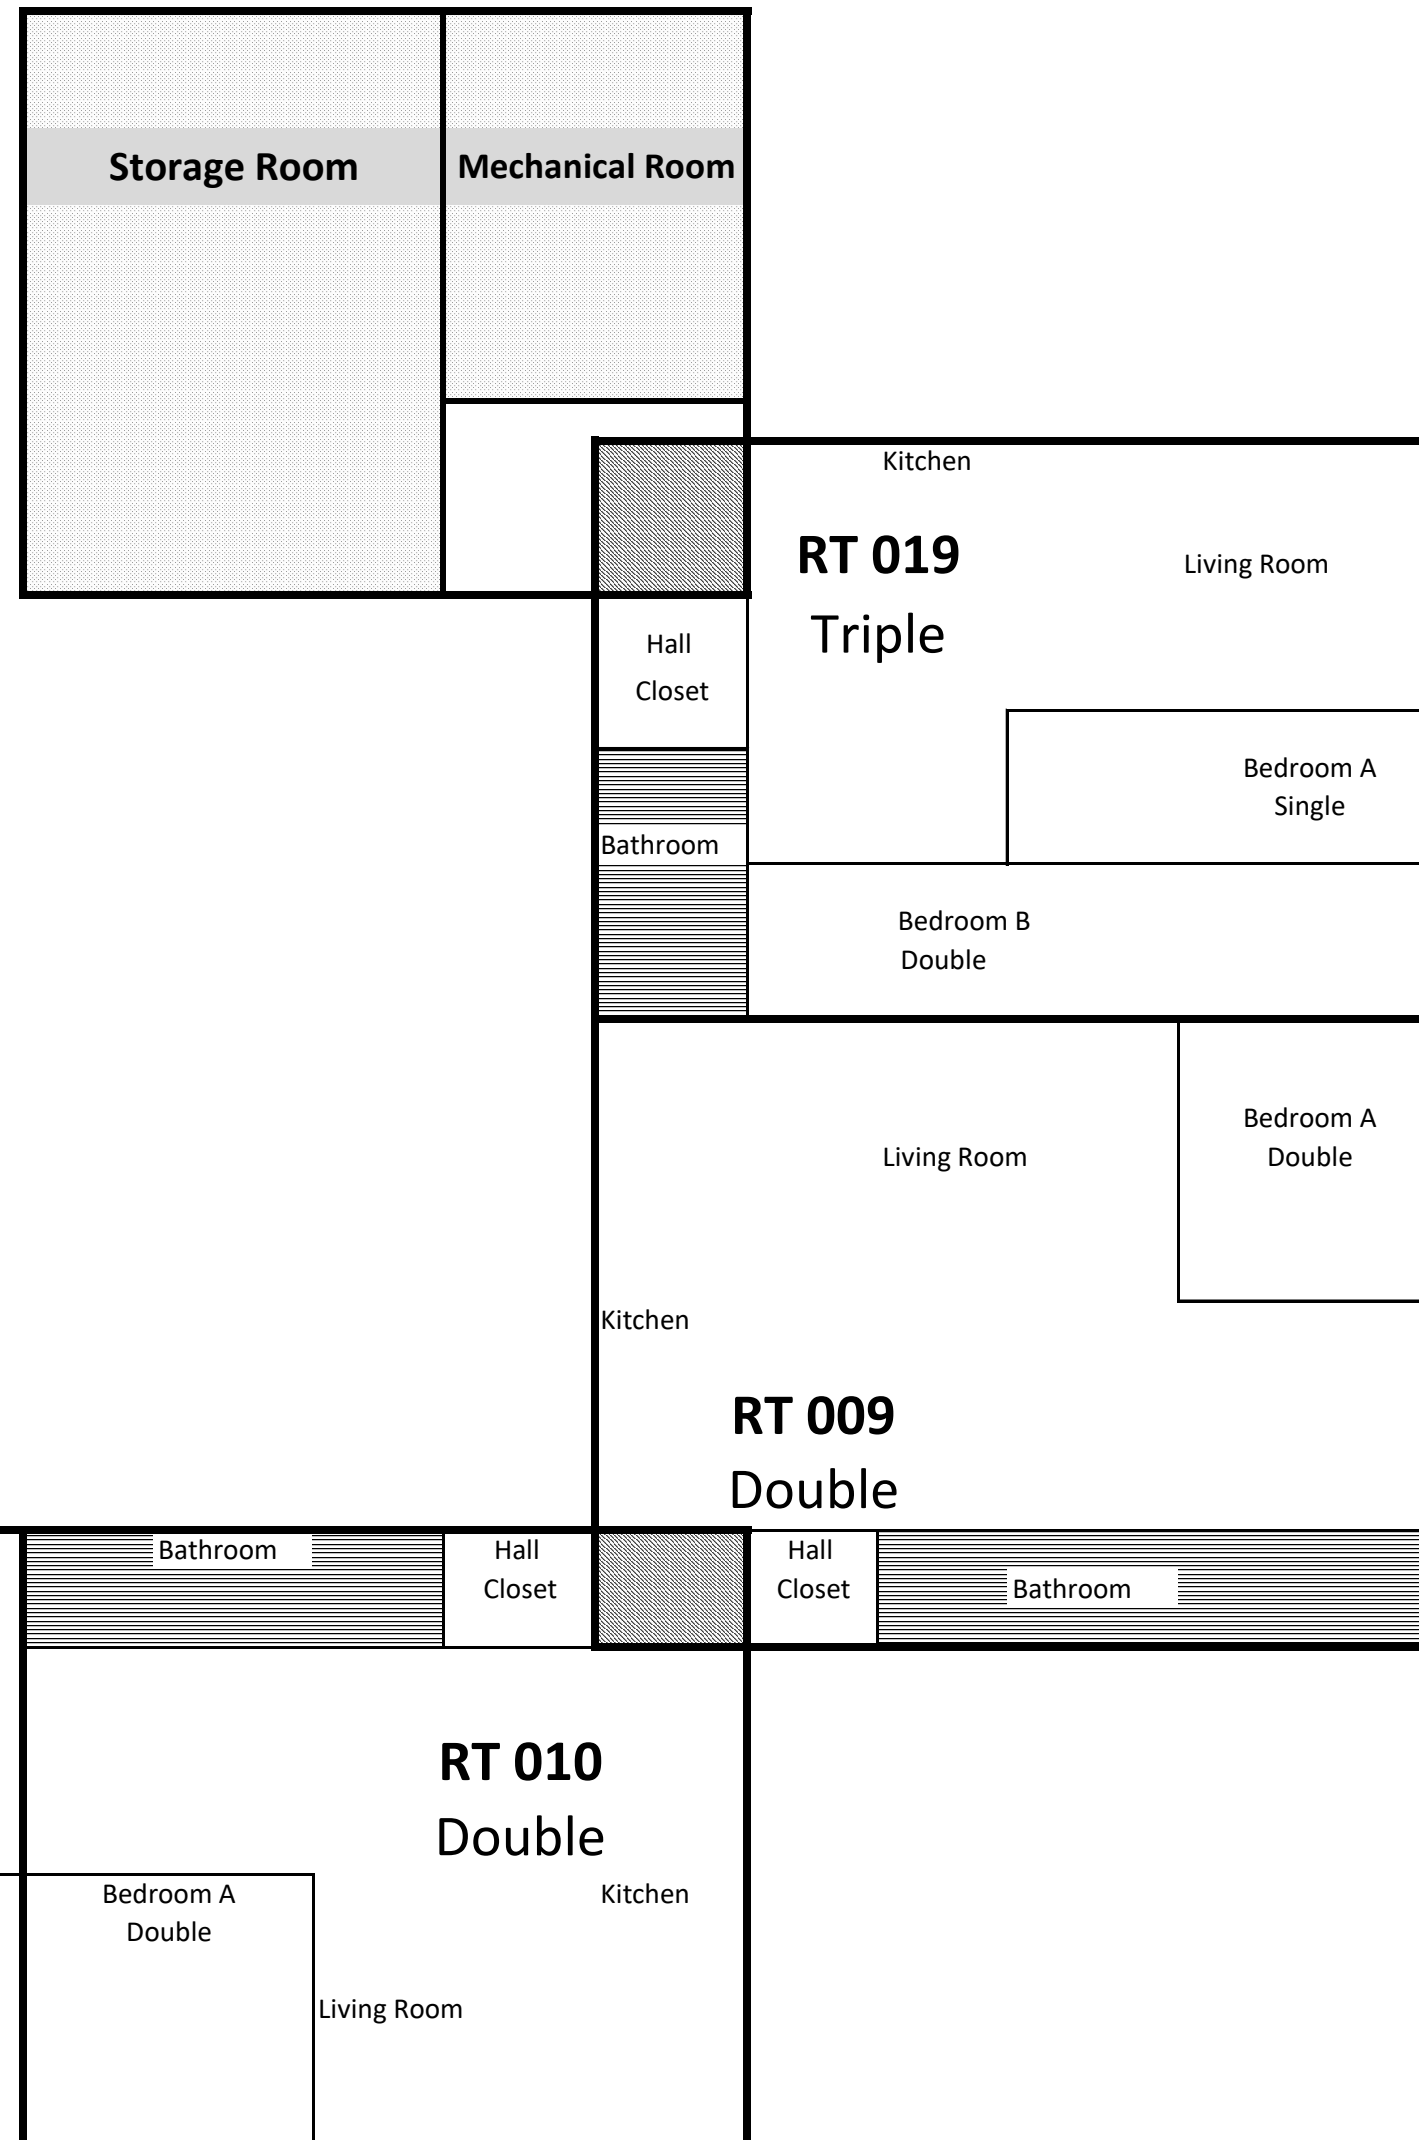 Storage Room
Mechanical Room
Kitchen
RT 019
Living Room
Triple
Hall
Closet
Bedroom A
Single
Bathroom
Bedroom B
Double
Bedroom A
Living Room
Double
Kitchen
RT 009
Double
Bathroom
Hall
Closet
Hall
Closet
Bathroom
RT 010
Double
Bedroom A
Double
Kitchen
Living Room